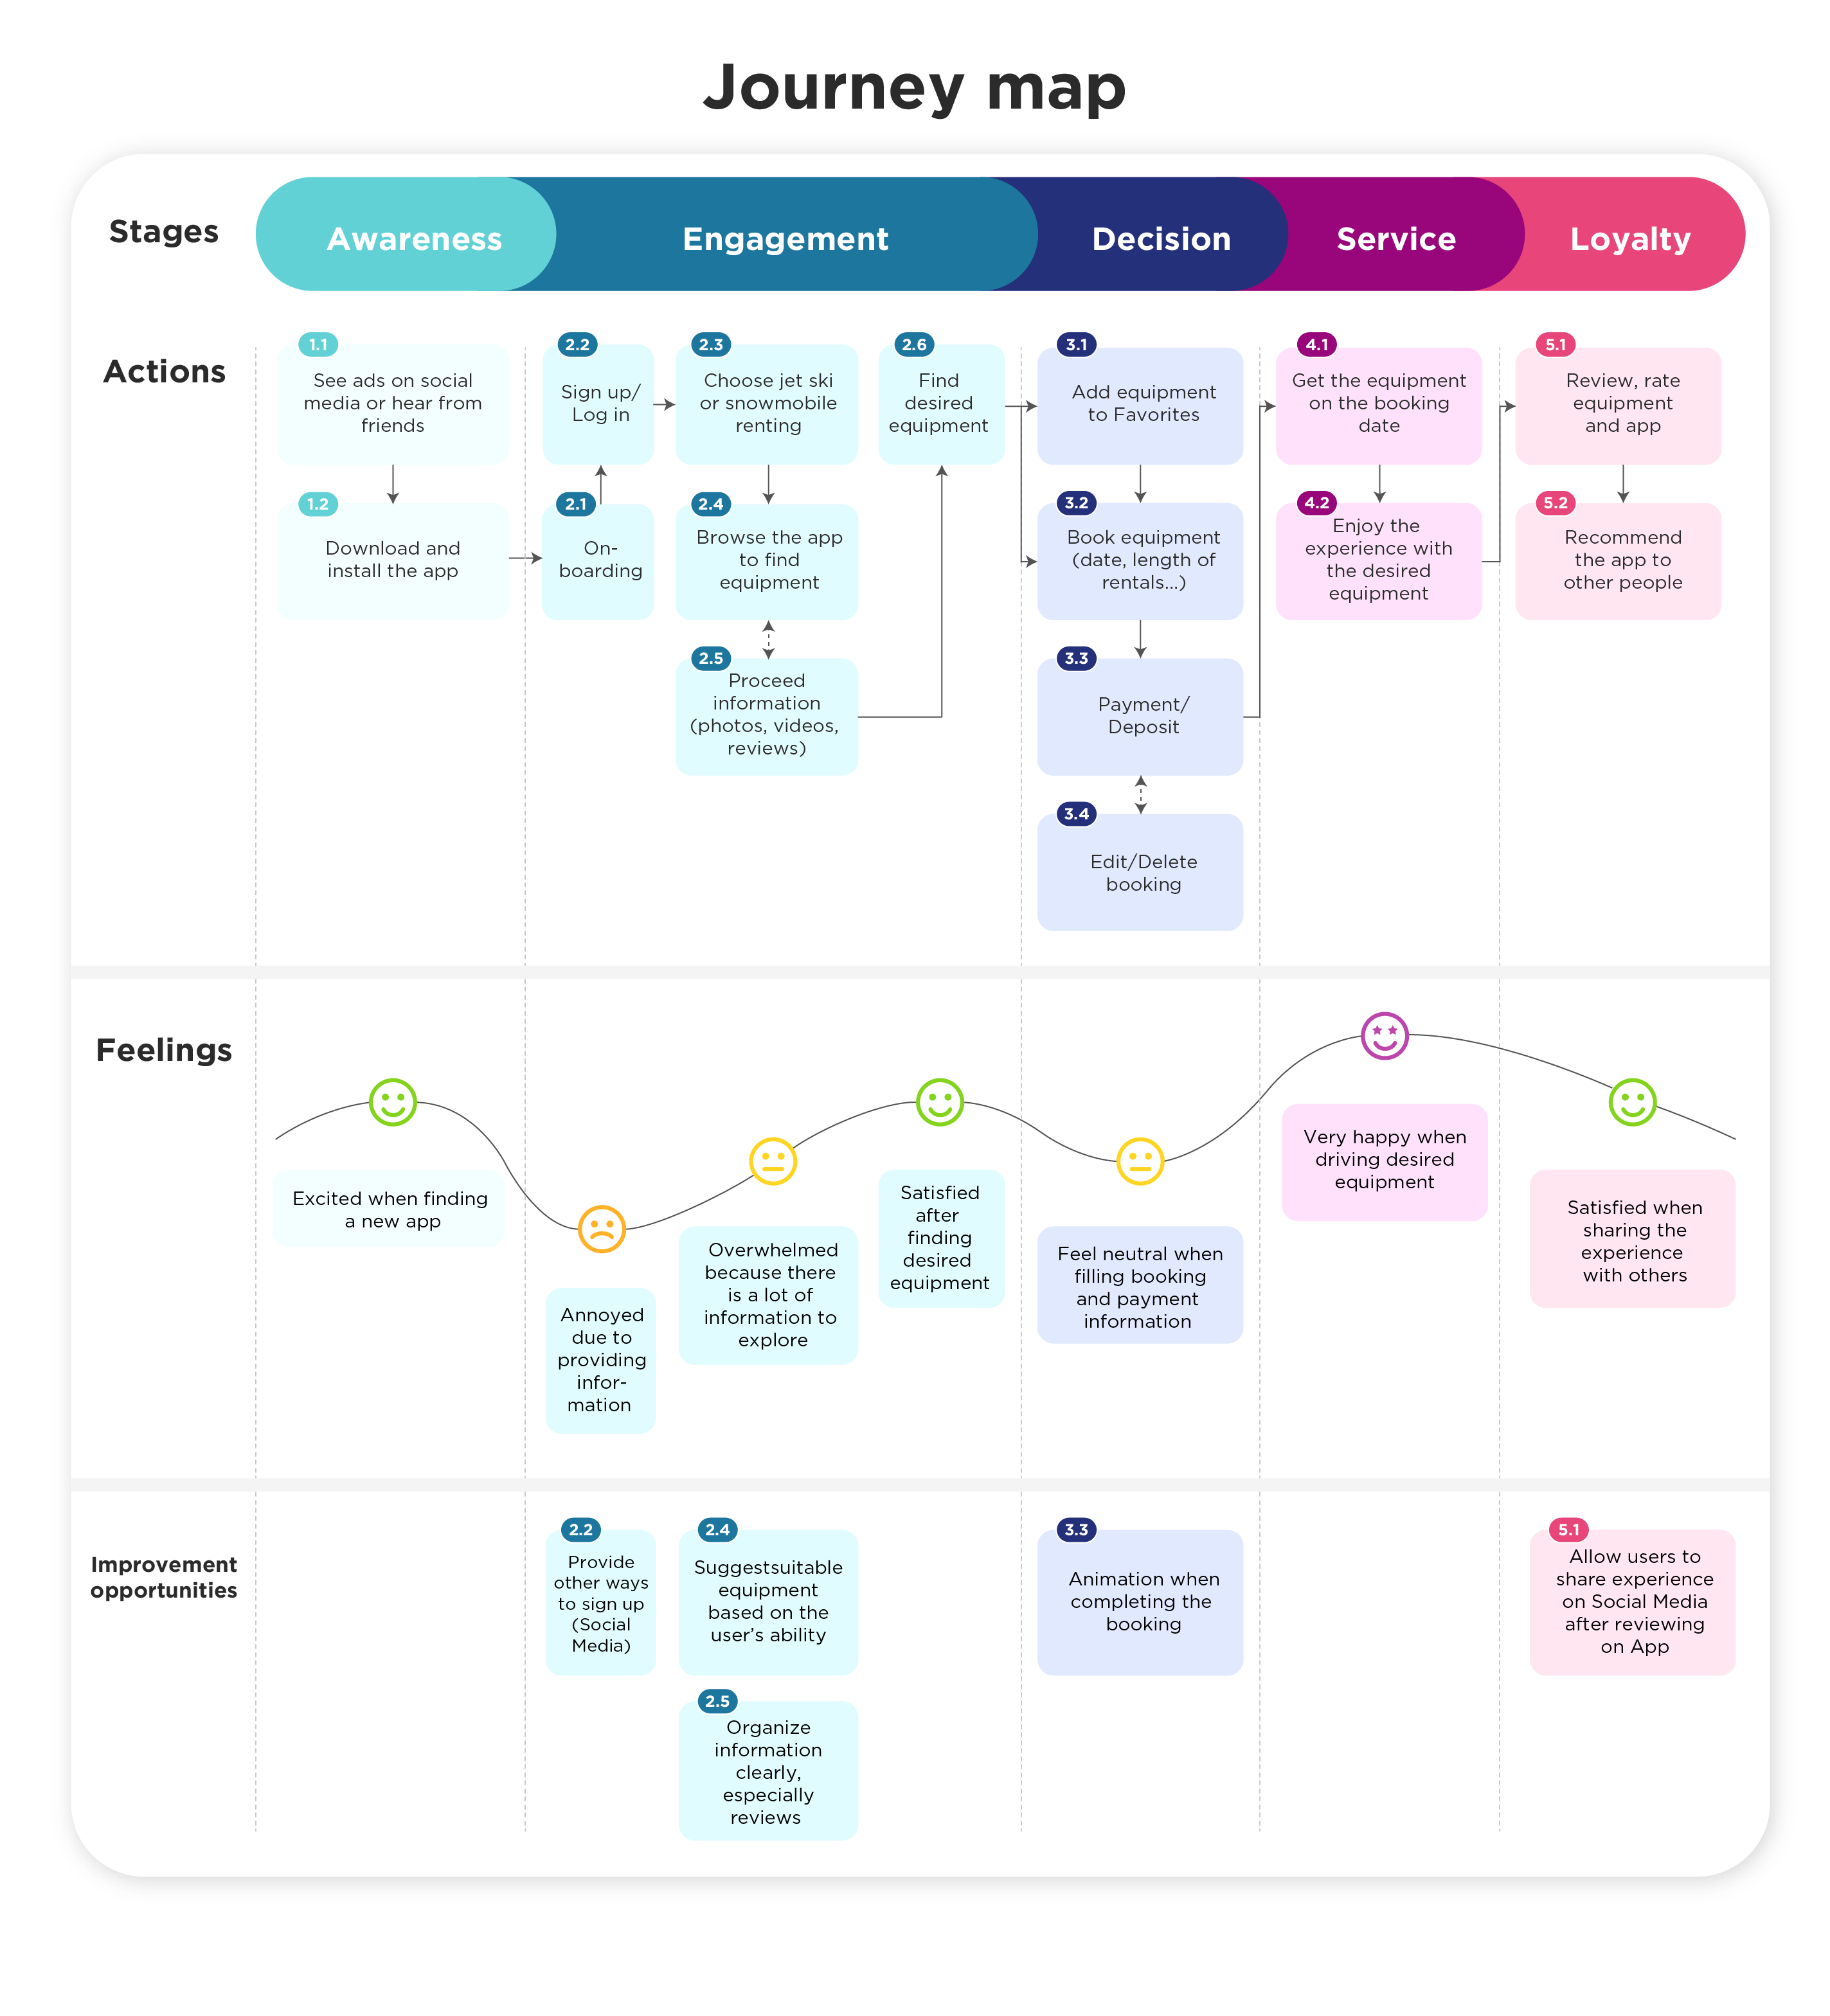 Journey map
Stages
Awareness
Engagement
Decision
Service
Loyalty
Actions
1.1
See ads on social
media or hear from
friends
1.2
Download and
install the app
2.2
Sign up/
Log in
2.1
On-
boarding
2.3
Choose jet ski
or snowmobile
renting
2.4
Browse the app
to find
equipment
2.5
Proceed
information
(photos, videos,
reviews)
2.6
Find
desired
equipment
3.1
Add equipment
to Favorites
3.2
Book equipment
(date, length of
rentals...)
3.3
Payment/
Deposit
3.4
Edit/Delete
booking
4.1
Get the equipment
on the booking
date
4.2
Enjoy the
experience with
the desired
equipment
5.1
Review, rate
equipment
and app
5.2
Recommend
the app to
other people
Feelings
Excited when finding
a new app
Annoyed
due to
providing
infor-
mation
Overwhelmed
because there
is a lot of
information to
explore
Satisfied
after
finding
desired
equipment
Feel neutral when
filling booking
and payment
information
Very happy when
driving desired
equipment
Satisfied when
sharing the
experience
with others
Improvement
opportunities
2.2
Provide
other ways
to sign up
(Social
Media)
2.4
Suggestsuitable
equipment
based on the
user's ability
2.5
Organize
information
clearly,
especially
reviews
3.3
Animation when
completing the
booking
5.1
Allow users to
share experience
on Social Media
after reviewing
on App